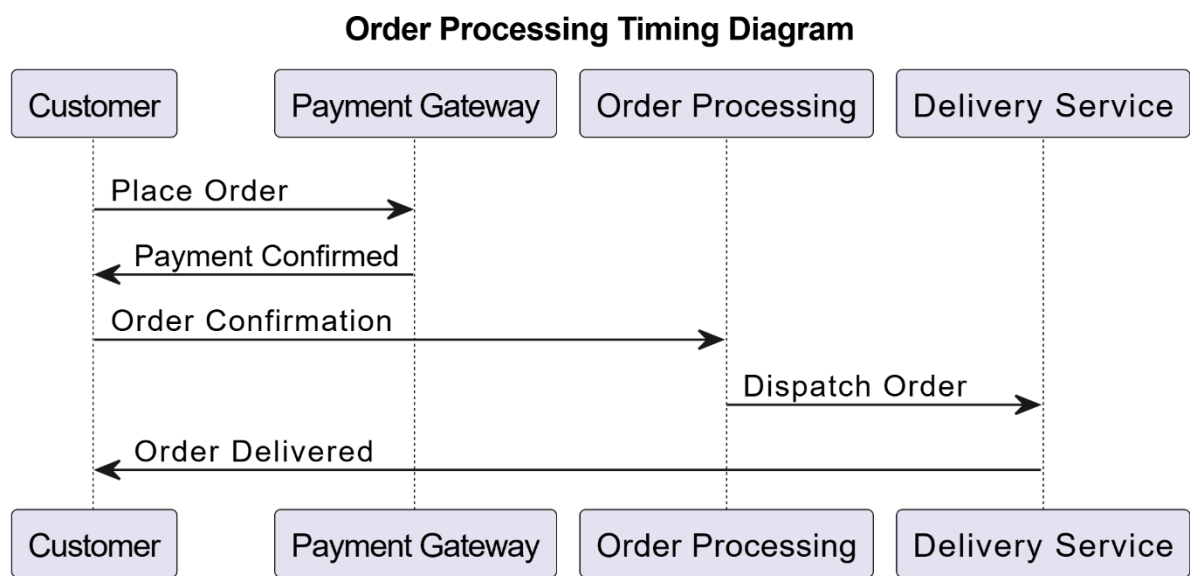 Order Processing Timing Diagram
Customer
Payment Gateway
Order Processing
Delivery Service
Place Order
Payment Confirmed
Order Confirmation
Dispatch Order
Order Delivered
Customer
Payment Gateway
Order Processing
Delivery Service